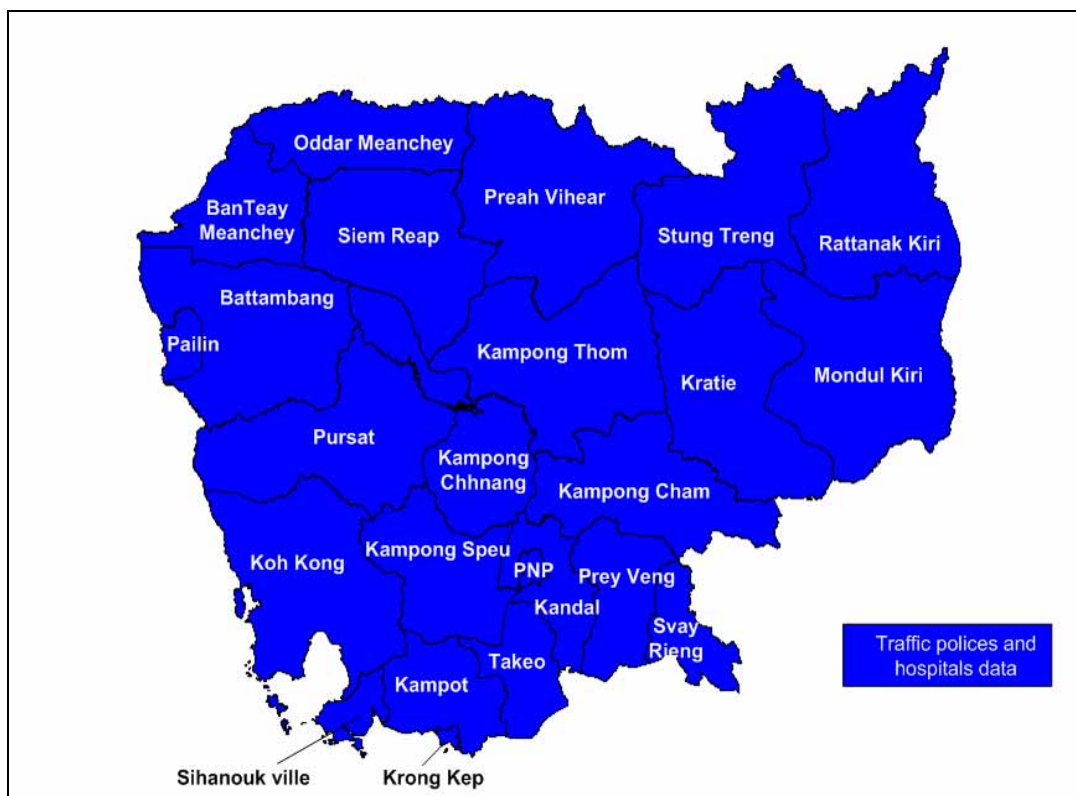 Oddar Meanchey
Preah Vihear
BanTeay
Meanchey
Siem Reap
Stung Treng
Rattanak Kiri
Battambang
Pailin
Kampong Thom
Kratie
Mondul Kiri
Pursat
Kampong
Chhnang
Kampong Cham
Koh Kong
Kampong Speu
PNP
Prey Veng
Kandal
Svay
Rieng
Takeo
Kampot
Traffic polices and
hospitals data
Sihanouk ville
Krong Kep